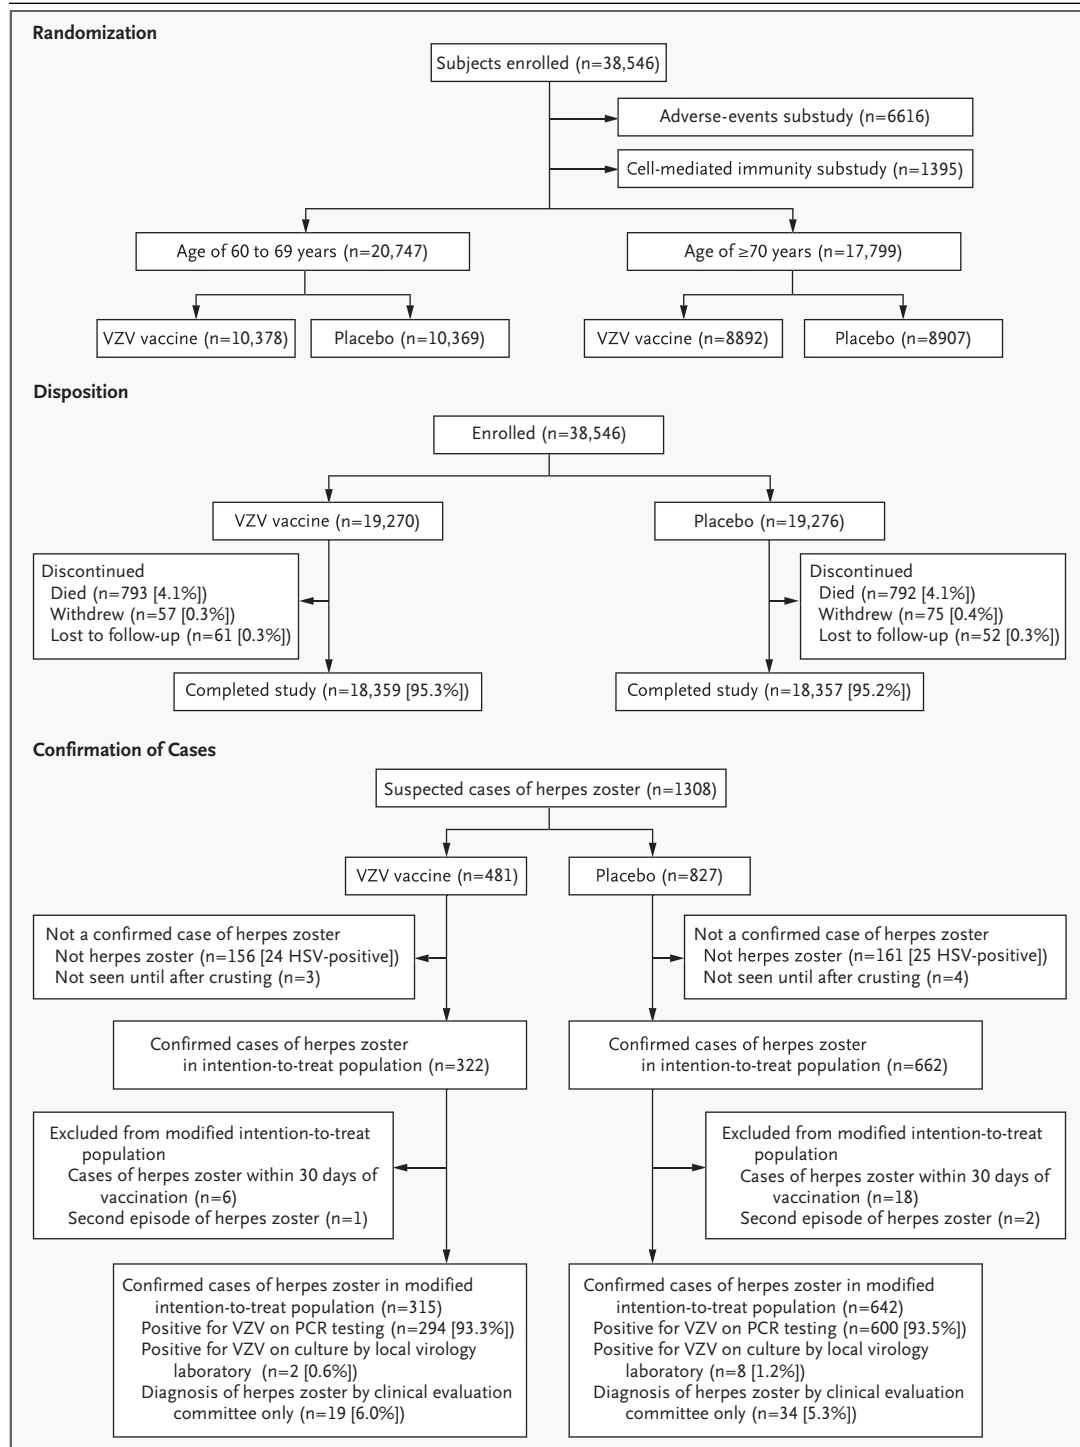 Randomization
Subjects enrolled (n=38,546)
Adverse-events substudy (n=6616)
Cell-mediated immunity substudy (n=1395)
Age of 60 to 69 years (n=20,747)
Age of ≥70 years (n=17,799)
VZV vaccine (n=10,378)
Placebo (n=10,369)
VZV vaccine (n=8892)
Placebo (n=8907)
Disposition
Enrolled (n=38,546)
VZV vaccine (n=19,270)
Placebo (n=19,276)
Discontinued
Died (n=793 [4.1%])
Withdrew (n=57 [0.3%])
Lost to follow-up (n=61 [0.3%])
Discontinued
Died (n=792 [4.1%])
Withdrew (n=75 [0.4%])
Lost to follow-up (n=52 [0.3%])
Completed study (n=18,359 [95.3%])
Completed study (n=18,357 [95.2%])
Confirmation of Cases
Suspected cases of herpes zoster (n=1308)
VZV vaccine (n=481)
Placebo (n=827)
Not a confirmed case of herpes zoster
Not herpes zoster (n=156 [24 HSV-positive])
Not seen until after crusting (n=3)
Not a confirmed case of herpes zoster
Not herpes zoster (n=161 [25 HSV-positive])
Not seen until after crusting (n=4)
Confirmed cases of herpes zoster
in intention-to-treat population (n=322)
Confirmed cases of herpes zoster
in intention-to-treat population (n=662)
Excluded from modified intention-to-treat
population
Cases of herpes zoster within 30 days of
vaccination (n=6)
Second episode of herpes zoster (n=1)
Excluded from modified intention-to-treat
population
Cases of herpes zoster within 30 days of
vaccination (n=18)
Second episode of herpes zoster (n=2)
Confirmed cases of herpes zoster in modified
intention-to-treat population (n=315)
Positive for VZV on PCR testing (n=294 [93.3%])
Positive for VZV on culture by local virology
laboratory (n=2 [0.6%])
Diagnosis of herpes zoster by clinical evaluation
committee only (n=19 [6.0%])
Confirmed cases of herpes zoster in modified
intention-to-treat population (n=642)
Positive for VZV on PCR testing (n=600 [93.5%])
Positive for VZV on culture by local virology
laboratory (n=8 [1.2%])
Diagnosis of herpes zoster by clinical evaluation
committee only (n=34 [5.3%])